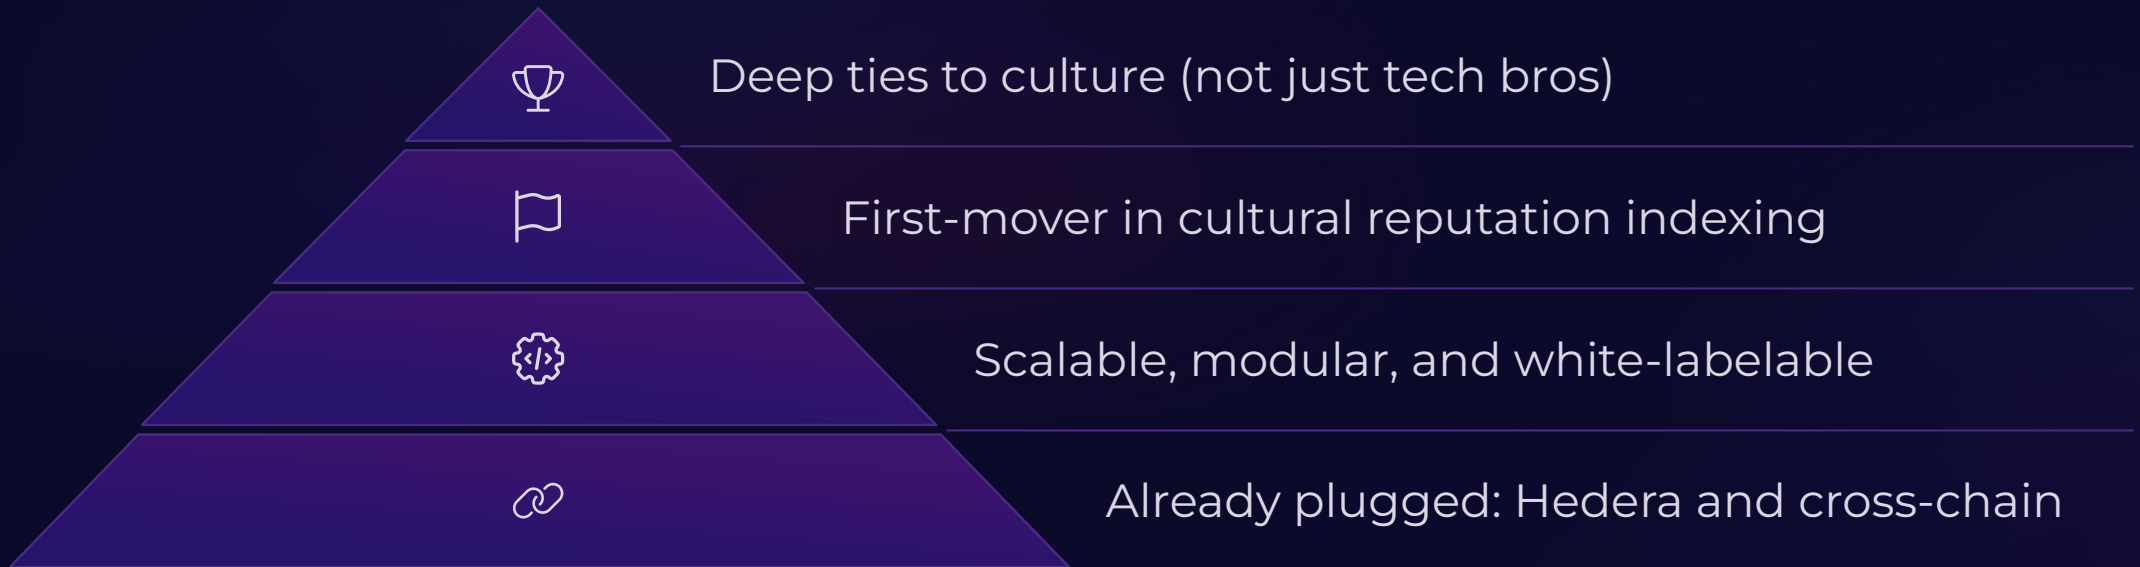 Deep ties to culture (not just tech bros)
First-mover in cultural reputation indexing
Scalable, modular, and white-labelable
Already plugged: Hedera and cross-chain